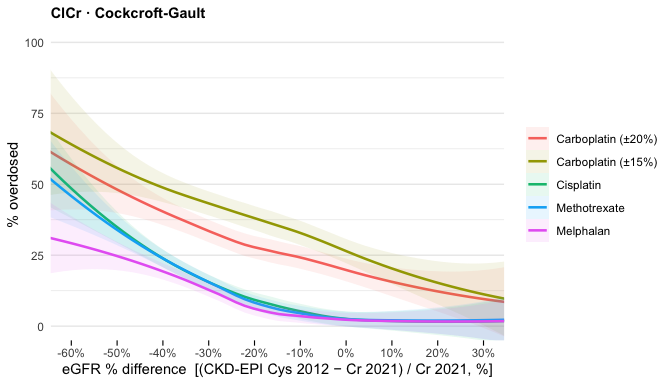 ClCr · Cockcroft-Gault
100
75
50
25
0
% overdosed
-60% -50% -40% -30% -20% -10% 0% 10% 20% 30%
eGFR % difference [(CKD-EPI Cys 2012 − Cr 2021) / Cr 2021, %]
Carboplatin (±20%)
Carboplatin (±15%)
Cisplatin
Methotrexate
Melphalan